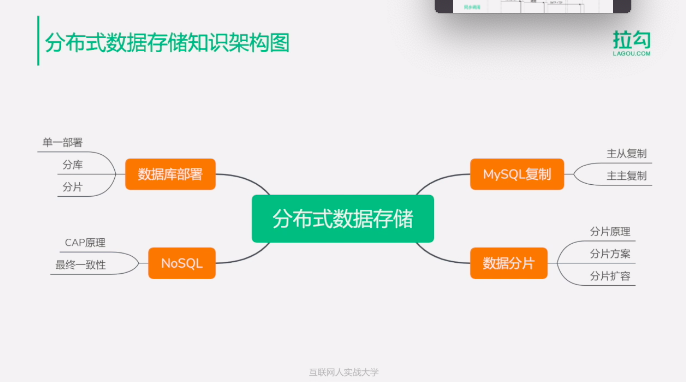 分布式数据存储知识架构图
拉勾
LAGOU.COM
单一部署
分库
分片
数据库部署
CAP原理
最终一致性
NoSQL
分布式数据存储
MySQL复制
主从复制
主主复制
数据分片
分片原理
分片方案
分片扩容
互联网人实战大学